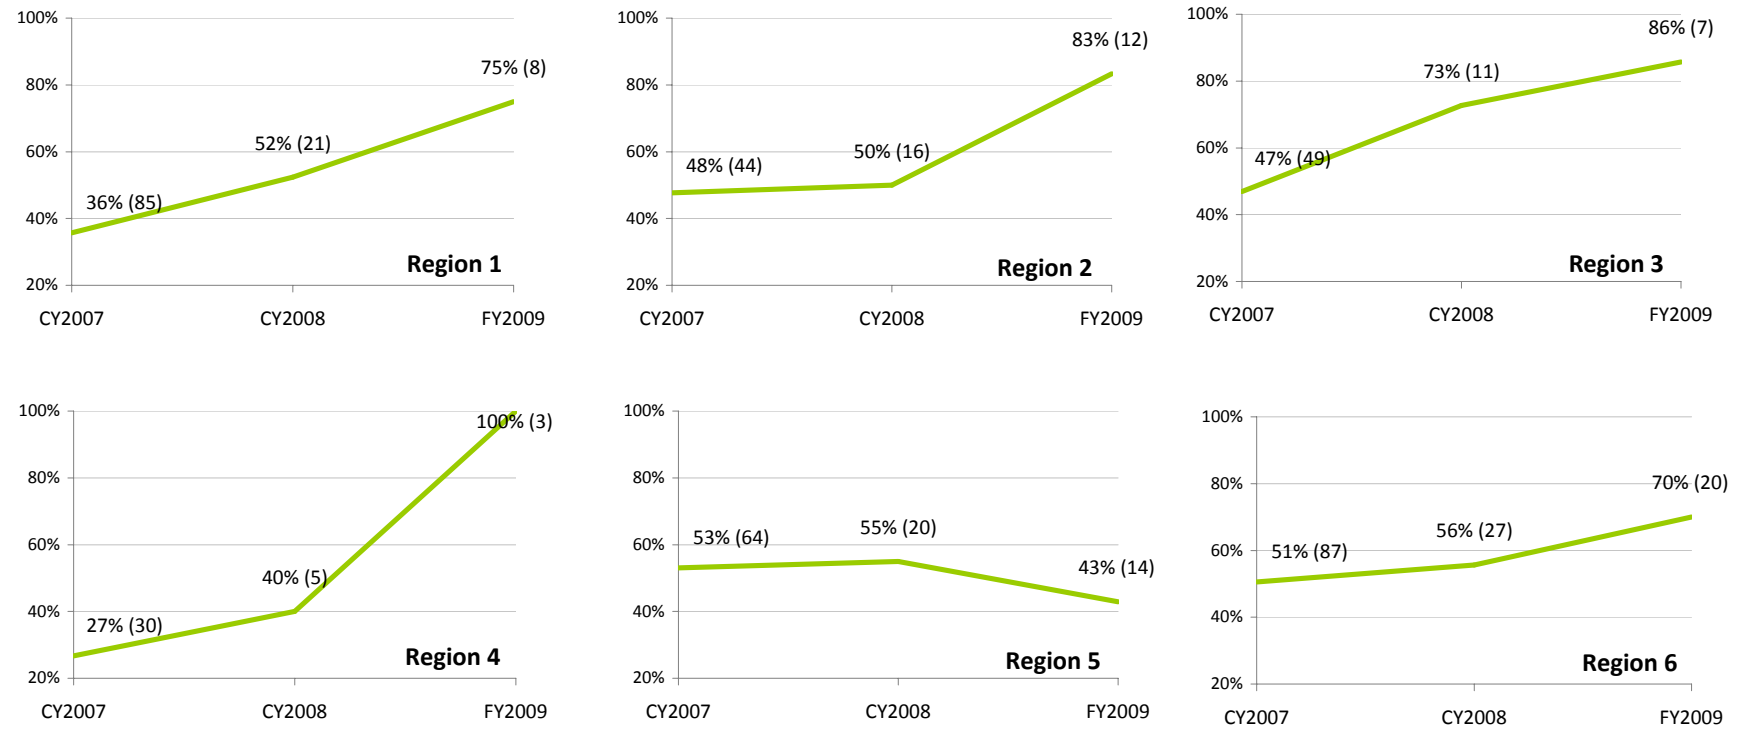 100%
80%
60%
40%
20%
36% (85)
52% (21)
75% (8)
Region 1
CY2007
CY2008
FY2009
100%
80%
60%
40%
20%
48% (44)
50% (16)
83% (12)
Region 2
CY2007
CY2008
FY2009
100%
80%
60%
40%
20%
47% (49)
73% (11)
86% (7)
Region 3
CY2007
CY2008
FY2009
100%
80%
60%
40%
20%
27% (30)
40% (5)
100% (3)
Region 4
CY2007
CY2008
FY2009
100%
80%
60%
40%
20%
53% (64)
55% (20)
43% (14)
Region 5
CY2007
CY2008
FY2009
100%
80%
60%
40%
20%
51% (87)
56% (27)
70% (20)
Region 6
CY2007
CY2008
FY2009